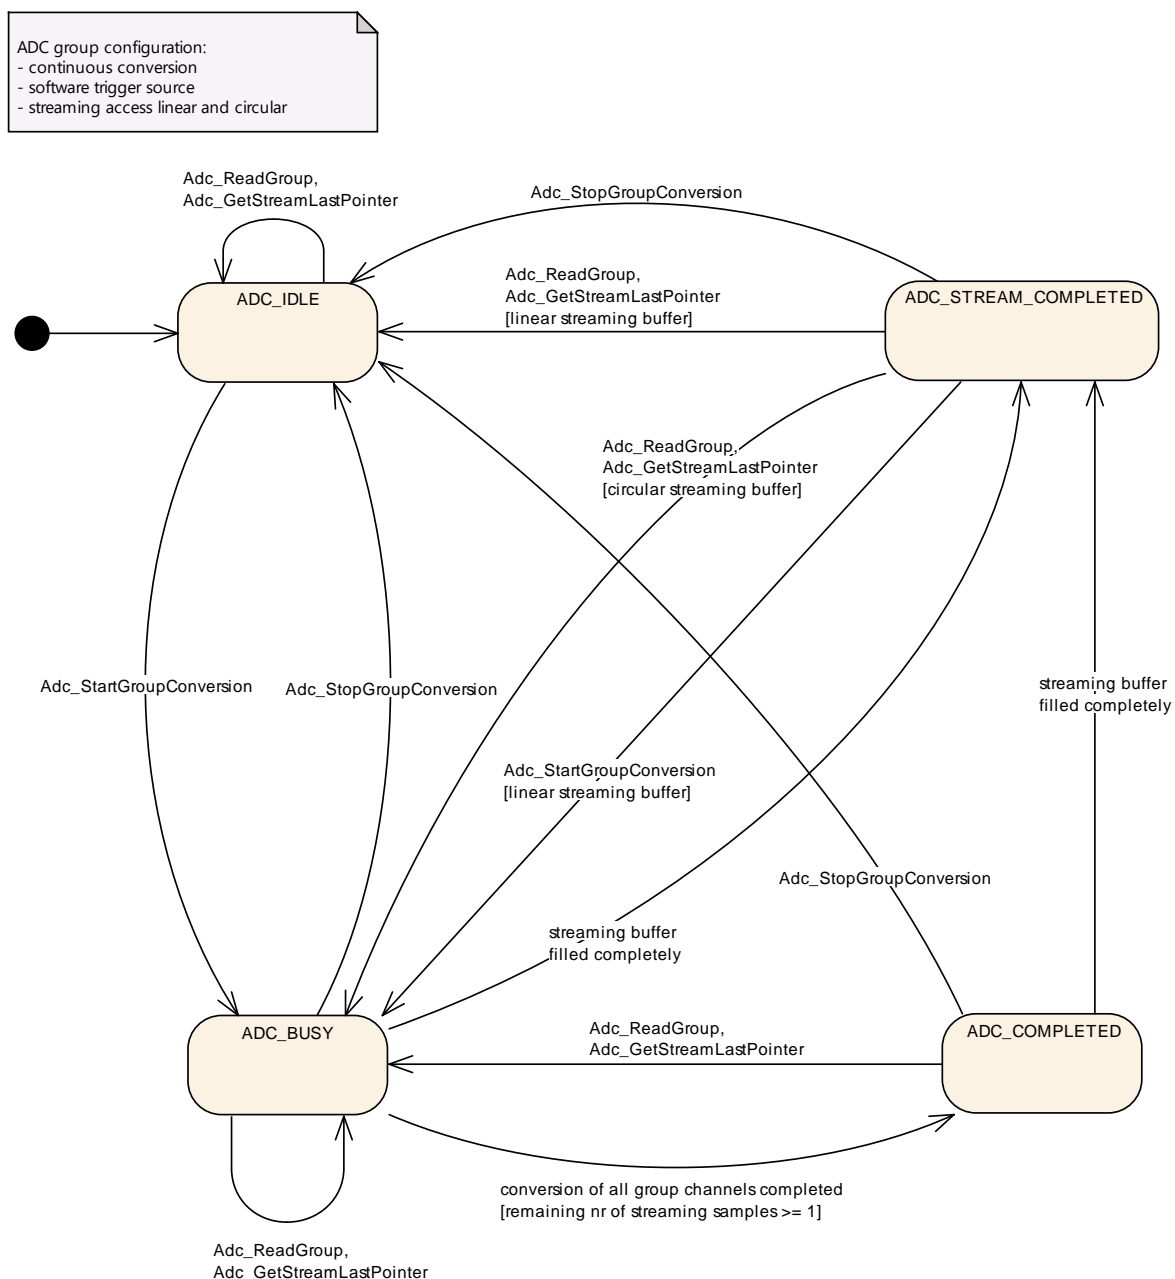 ADC group configuration:
- continuous conversion
- software trigger source
- streaming access linear and circular
Adc_ReadGroup,
Adc_GetStreamLastPointer
Adc_StopGroupConversion
ADC_IDLE
Adc_ReadGroup,
Adc_GetStreamLastPointer
[linear streaming buffer]
ADC_STREAM_COMPLETED
Adc_ReadGroup,
Adc_GetStreamLastPointer
[circular streaming buffer]
Adc_StartGroupConversion
Adc_StopGroupConversion
streaming buffer
filled completely
Adc_StartGroupConversion
[linear streaming buffer]
Adc_StopGroupConversion
streaming buffer
filled completely
ADC_BUSY
Adc_ReadGroup,
Adc_GetStreamLastPointer
ADC_COMPLETED
conversion of all group channels completed
[remaining nr of streaming samples >= 1]
Adc_ReadGroup,
Adc_GetStreamLastPointer